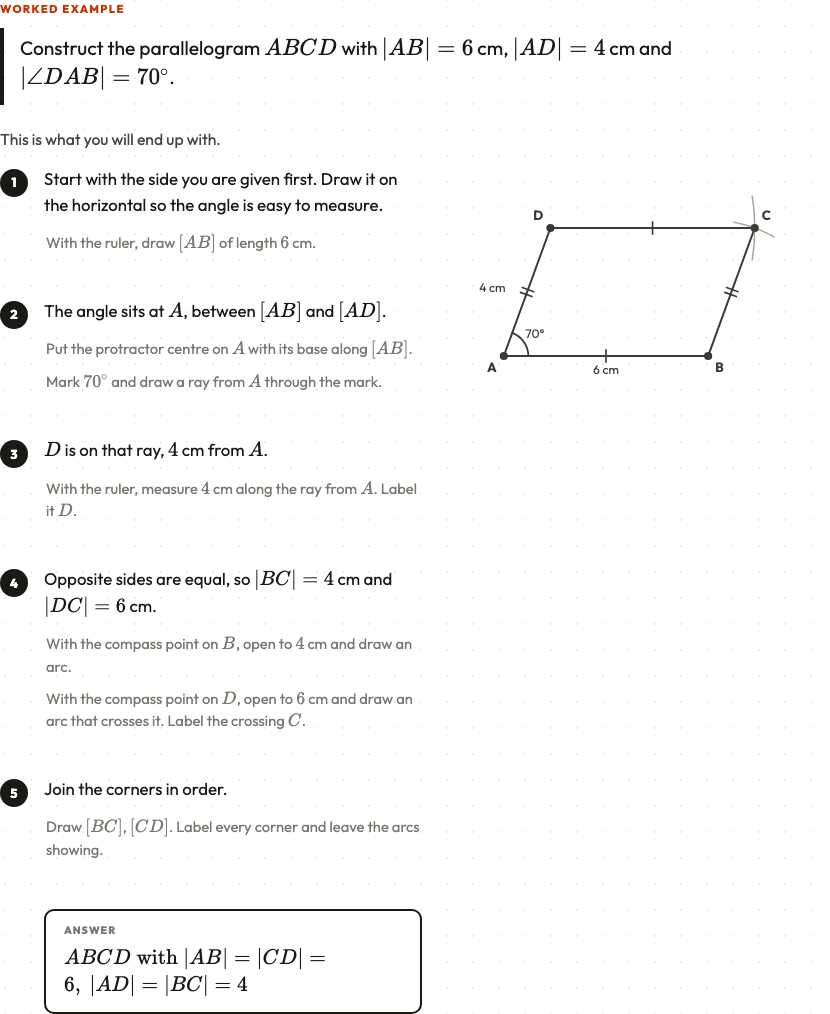 WORKED EXAMPLE
Construct the parallelogram ABCD with |AB| = 6 cm, |AD| = 4 cm and
|∠DAB| = 70°.
This is what you will end up with.
1 Start with the side you are given first. Draw it on
the horizontal so the angle is easy to measure.
With the ruler, draw [AB] of length 6 cm.
2 The angle sits at A, between [AB] and [AD].
Put the protractor centre on A with its base along [AB].
Mark 70° and draw a ray from A through the mark.
3 D is on that ray, 4 cm from A.
With the ruler, measure 4 cm along the ray from A. Label
it D.
4 Opposite sides are equal, so |BC| = 4 cm and
|DC| = 6 cm.
With the compass point on B, open to 4 cm and draw an
arc.
With the compass point on D, open to 6 cm and draw an
arc that crosses it. Label the crossing C.
5 Join the corners in order.
Draw [BC], [CD]. Label every corner and leave the arcs
showing.
ANSWER
ABCD with |AB| = |CD| =
6, |AD| = |BC| = 4
D C
4 cm
70°
A B
6 cm